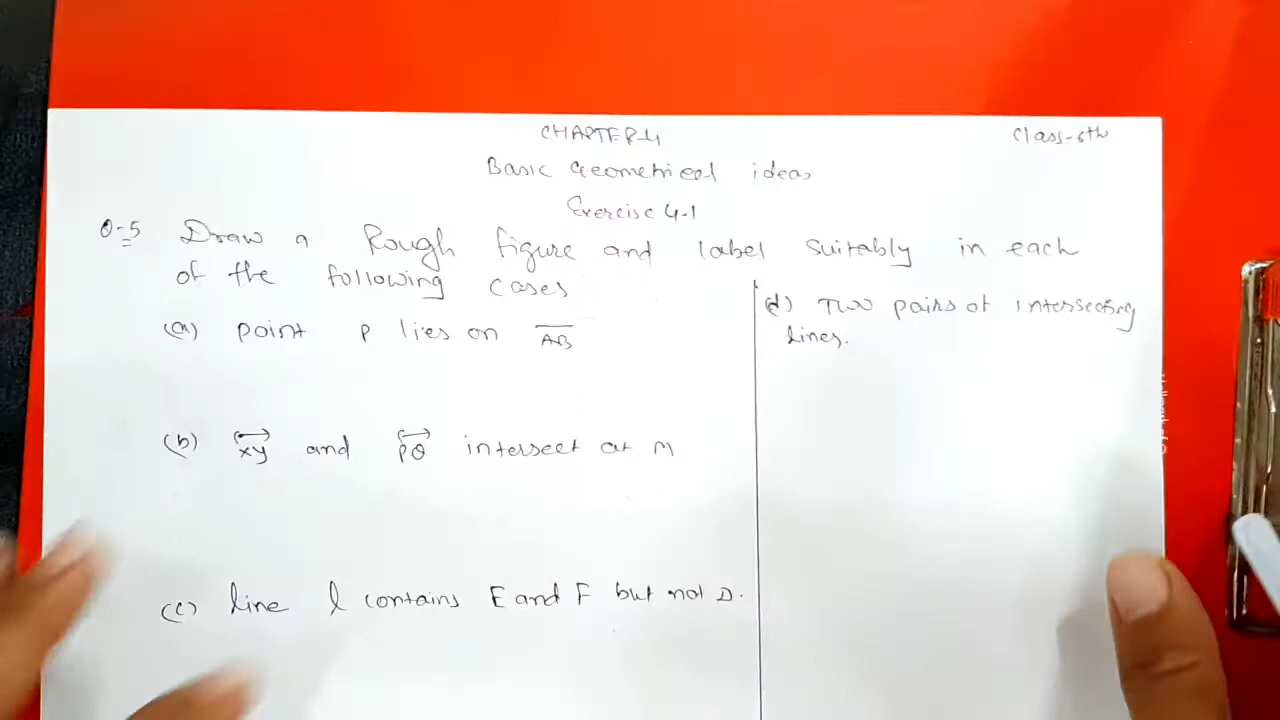 CHAPTER-4
Class-6th
Basic Geometrical ideas
Exercise 4.1
Q-5 Draw a Rough figure and label suitably in each
of the following cases
(a) point P lies on AB
(b) XY and PQ intersect at M
(c) line l contains E and F but not D.
(d) Two pairs of intersecting
lines.